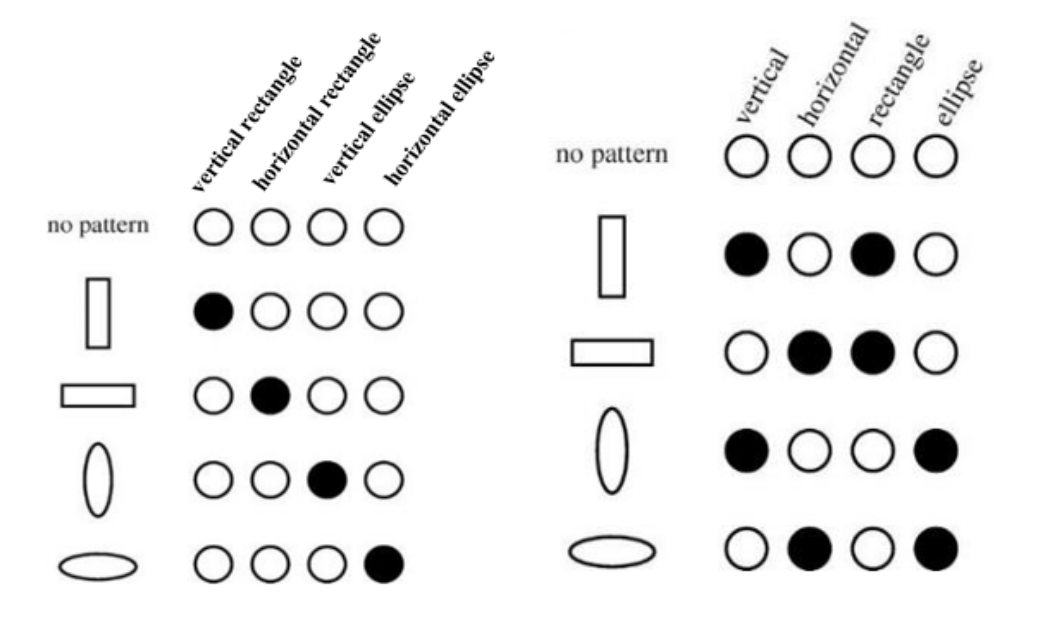 vertical rectangle
horizontal rectangle
vertical ellipse
horizontal ellipse
no pattern
vertical
horizontal
rectangle
ellipse
no pattern